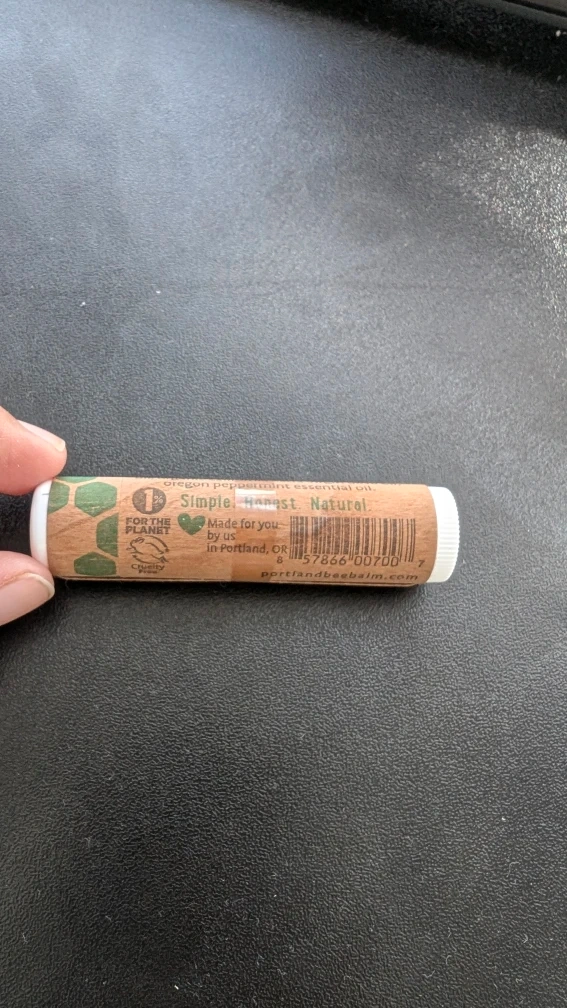 oregon peppermint essential oil.
Simple Honest Natural
1%
FOR THE
PLANET
Cruelty
Free
Made for you
by us
in Portland, OR
8 57866 00700 7
portlandbeebalm.com